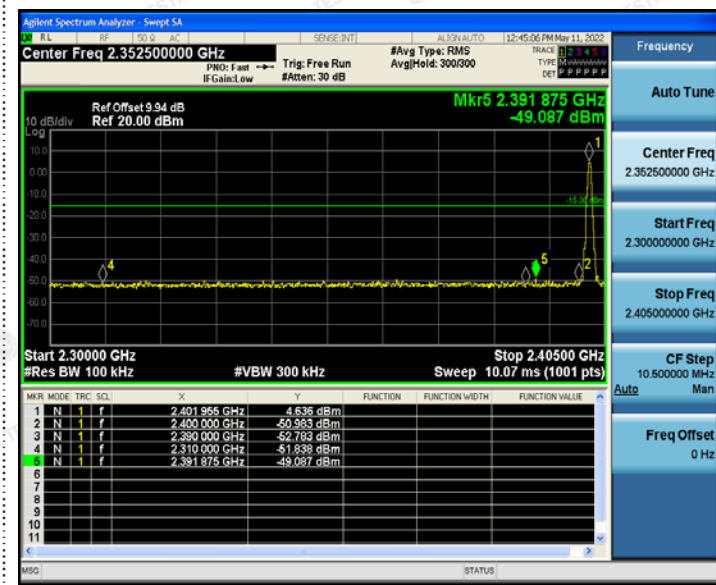 Agilent Spectrum Analyzer - Swept SA
RL RF 50 Ω AC SENSE:INT ALIGNAUTO 12:45:06 PM May 11, 2022
Center Freq 2.352500000 GHz
PNO: Fast
IFGain:Low
Trig: Free Run
#Atten: 30 dB
#Avg Type: RMS
Avg|Hold: 300/300
TRACE 1 2 3 4 5 6
TYPE M
DET P P P P P P
Frequency
Ref Offset 9.94 dB
10 dB/div Ref 20.00 dBm
Log
Mkr5 2.391 875 GHz
-49.087 dBm
10.0
0.00
-10.0
-20.0
-30.0
-40.0
-50.0
-60.0
-70.0
1
4
5
2
Start 2.30000 GHz
Stop 2.40500 GHz
#Res BW 100 kHz #VBW 300 kHz Sweep 10.07 ms (1001 pts)
MKR MODE TRC SCL X Y FUNCTION FUNCTION WIDTH FUNCTION VALUE
1 N 1 f 2.401 955 GHz 4.636 dBm
2 N 1 f 2.400 000 GHz -50.983 dBm
3 N 1 f 2.390 000 GHz -52.783 dBm
4 N 1 f 2.310 000 GHz -51.838 dBm
5 N 1 f 2.391 875 GHz -49.087 dBm
6
7
8
9
10
11
MSG STATUS
Auto Tune
Center Freq
2.352500000 GHz
Start Freq
2.300000000 GHz
Stop Freq
2.405000000 GHz
CF Step
10.500000 MHz
Auto Man
Freq Offset
0 Hz